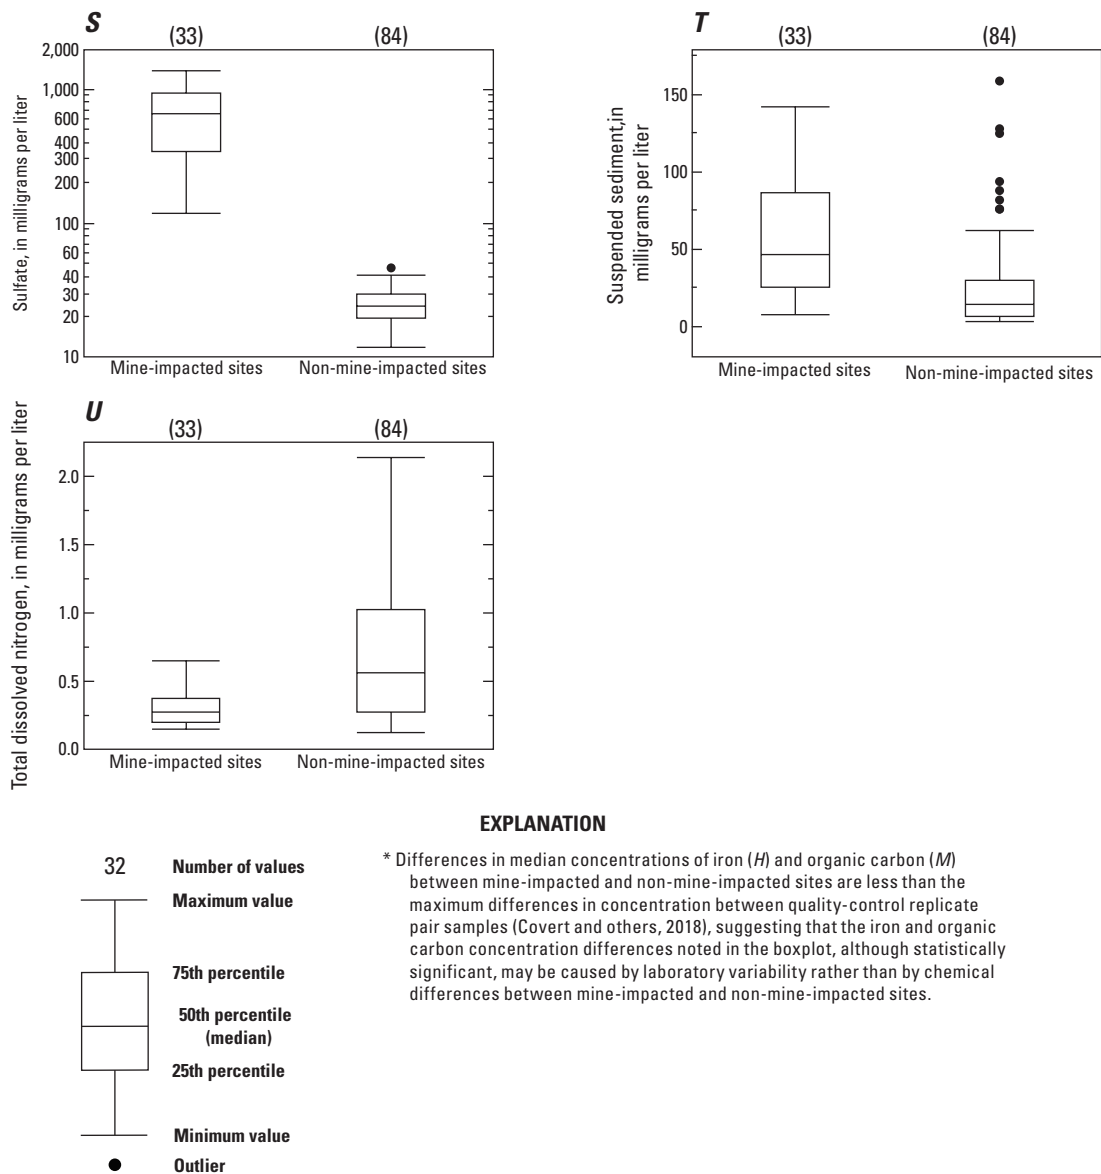 S
(33) (84)
2,000
1,000
600
400
300
200
100
60
40
30
20
10
Sulfate, in milligrams per liter
Mine-impacted sites Non-mine-impacted sites
T
(33) (84)
150
100
50
0
Suspended sediment,in
milligrams per liter
Mine-impacted sites Non-mine-impacted sites
U
(33) (84)
2.0
1.5
1.0
0.5
0.0
Total dissolved nitrogen, in milligrams per liter
Mine-impacted sites Non-mine-impacted sites
EXPLANATION
32 Number of values
Maximum value
75th percentile
50th percentile
(median)
25th percentile
Minimum value
Outlier
* Differences in median concentrations of iron (H) and organic carbon (M)
between mine-impacted and non-mine-impacted sites are less than the
maximum differences in concentration between quality-control replicate
pair samples (Covert and others, 2018), suggesting that the iron and organic
carbon concentration differences noted in the boxplot, although statistically
significant, may be caused by laboratory variability rather than by chemical
differences between mine-impacted and non-mine-impacted sites.